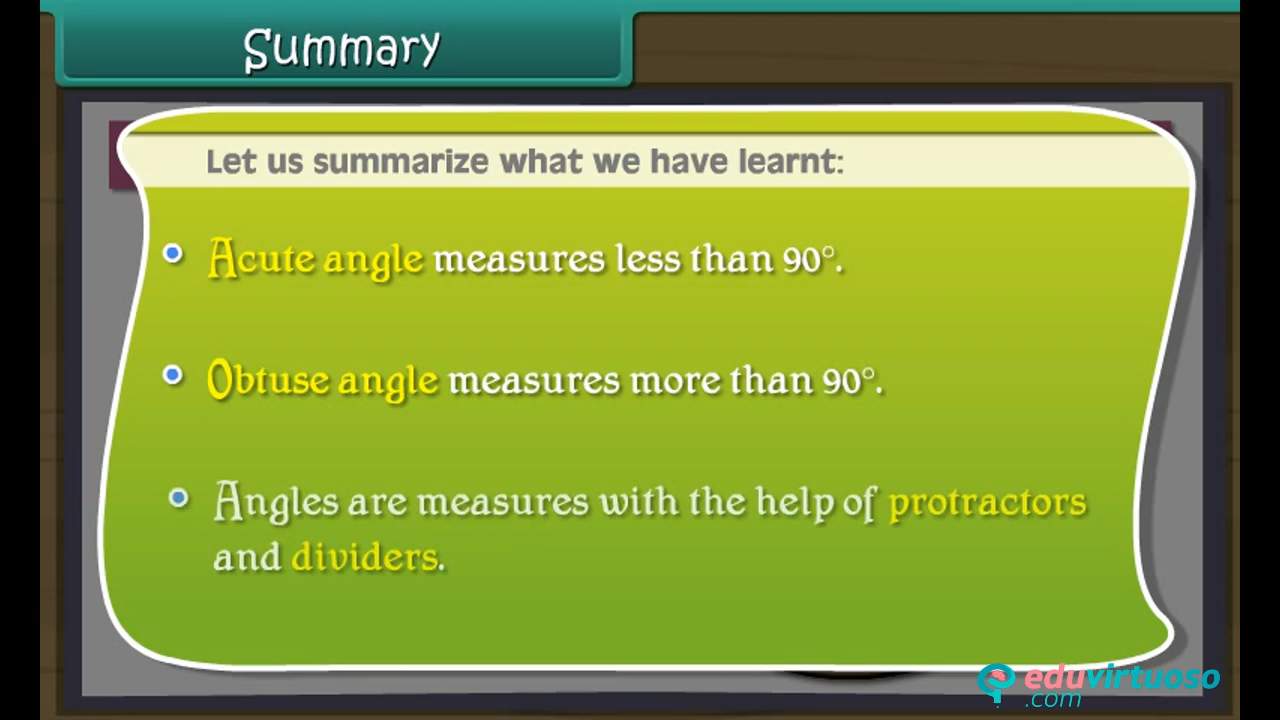 Summary
Let us summarize what we have learnt:
Acute angle measures less than 90°.
Obtuse angle measures more than 90°.
Angles are measures with the help of protractors
and dividers.
eduvirtuoso
.com